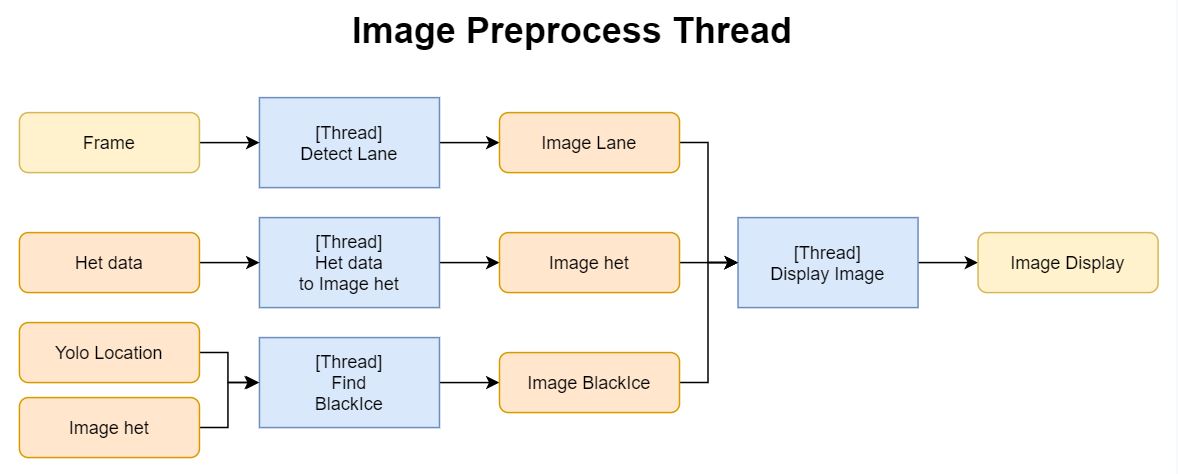 Image Preprocess Thread
Frame
[Thread]
Detect Lane
Image Lane
Het data
[Thread]
Het data
to Image het
Image het
[Thread]
Display Image
Image Display
Yolo Location
Image het
[Thread]
Find
BlackIce
Image BlackIce